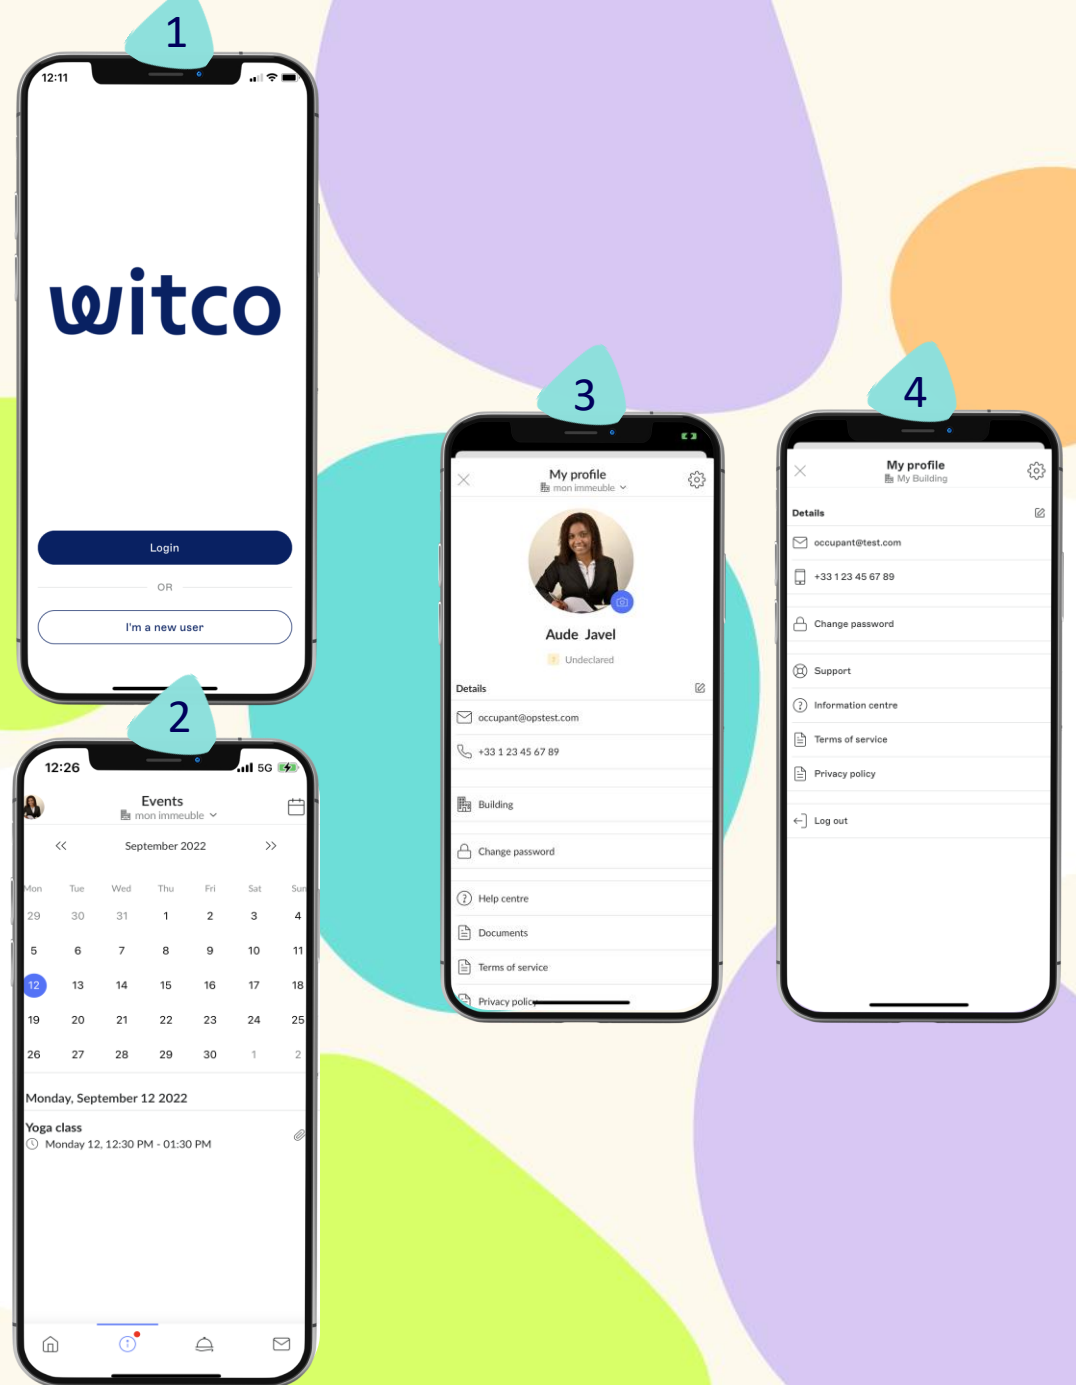 1
12:11
witco
Login
OR
I'm a new user
2
12:26
5G
Events
mon immeuble
<< September 2022 >>
Mon Tue Wed Thu Fri Sat Sun
29 30 31 1 2 3 4
5 6 7 8 9 10 11
12 13 14 15 16 17 18
19 20 21 22 23 24 25
26 27 28 29 30 1 2
Monday, September 12 2022
Yoga class
Monday 12, 12:30 PM - 01:30 PM
3
My profile
mon immeuble
Aude Javel
? Undeclared
Details
occupant@opstest.com
+33 1 23 45 67 89
Building
Change password
? Help centre
Documents
Terms of service
Privacy policy
4
My profile
My Building
Details
occupant@test.com
+33 1 23 45 67 89
Change password
Support
? Information centre
Terms of service
Privacy policy
Log out